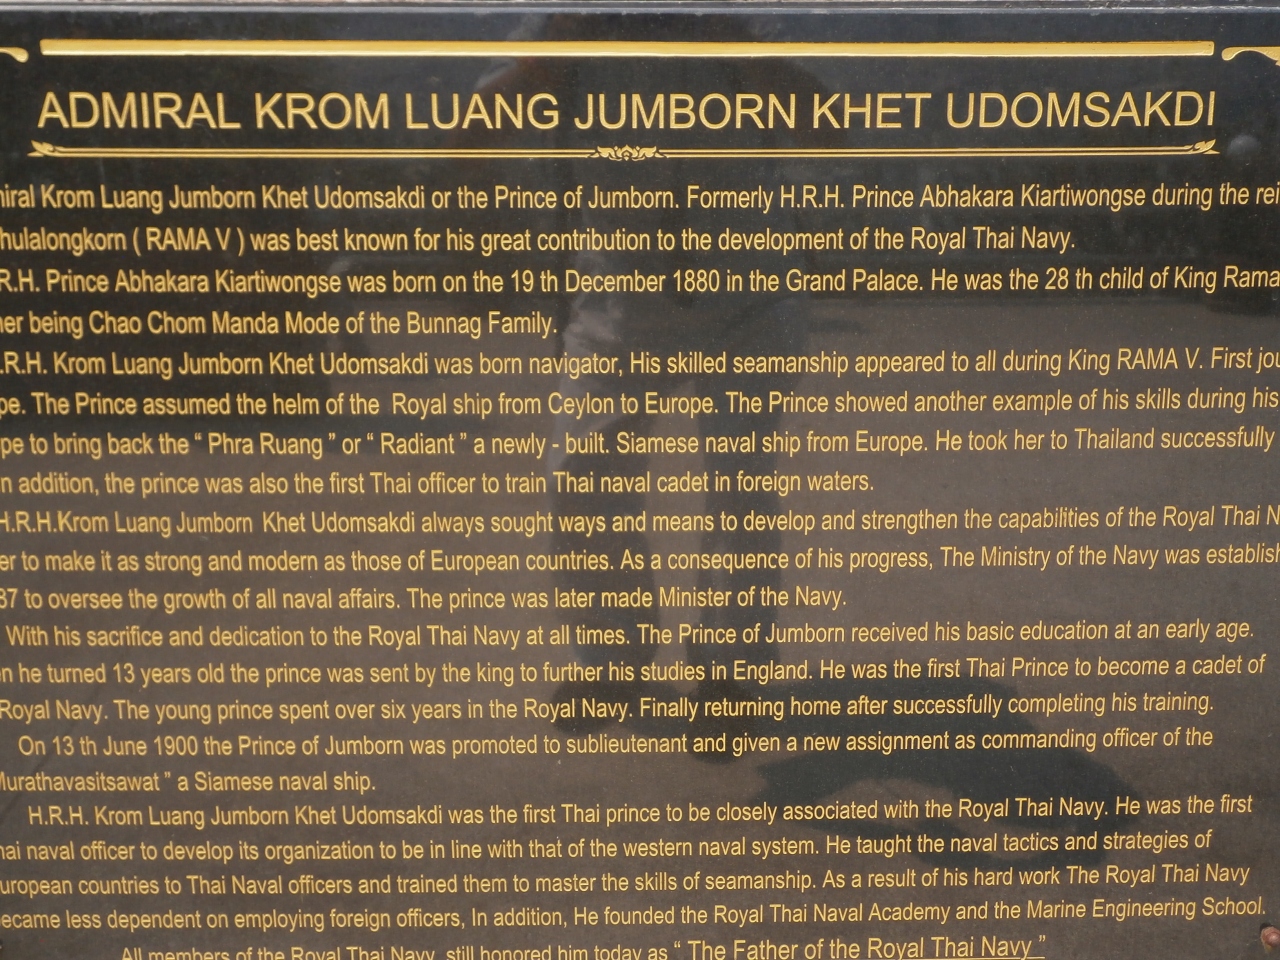 ADMIRAL KROM LUANG JUMBORN KHET UDOMSAKDI
Krom Luang Jumborn Khet Udomsakdi or the Prince of Jumborn. Formerly H.R.H. Prince Abhakara Kiartiwongse during the
( RAMA V ) was best known for his great contribution to the development of the Royal Thai Navy.
R.H. Prince Abhakara Kiartiwongse was born on the 19 th December 1880 in the Grand Palace. He was the 28 th child of King Rama
being Chao Chom Manda Mode of the Bunnag Family.
.R.H. Krom Luang Jumborn Khet Udomsakdi was born navigator, His skilled seamanship appeared to all during King RAMA V. First
The Prince assumed the helm of the Royal ship from Ceylon to Europe. The Prince showed another example of his skills during his
to bring back the “ Phra Ruang ” or “ Radiant ” a newly - built. Siamese naval ship from Europe. He took her to Thailand successfully
addition, the prince was also the first Thai officer to train Thai naval cadet in foreign waters.
H.R.H.Krom Luang Jumborn Khet Udomsakdi always sought ways and means to develop and strengthen the capabilities of the Royal Thai
to make it as strong and modern as those of European countries. As a consequence of his progress, The Ministry of the Navy was
to oversee the growth of all naval affairs. The prince was later made Minister of the Navy.
With his sacrifice and dedication to the Royal Thai Navy at all times. The Prince of Jumborn received his basic education at an early age.
he turned 13 years old the prince was sent by the king to further his studies in England. He was the first Thai Prince to become a cadet of
Royal Navy. The young prince spent over six years in the Royal Navy. Finally returning home after successfully completing his training.
On 13 th June 1900 the Prince of Jumborn was promoted to sublieutenant and given a new assignment as commanding officer of the
Murathavasitsawat ” a Siamese naval ship.
H.R.H. Krom Luang Jumborn Khet Udomsakdi was the first Thai prince to be closely associated with the Royal Thai Navy. He was the first
naval officer to develop its organization to be in line with that of the western naval system. He taught the naval tactics and strategies of
uropean countries to Thai Naval officers and trained them to master the skills of seamanship. As a result of his hard work The Royal Thai Navy
ecame less dependent on employing foreign officers, In addition, He founded the Royal Thai Naval Academy and the Marine Engineering School.
All members of the Royal Thai Navy still honored him today as “ The Father of the Royal Thai Navy ”